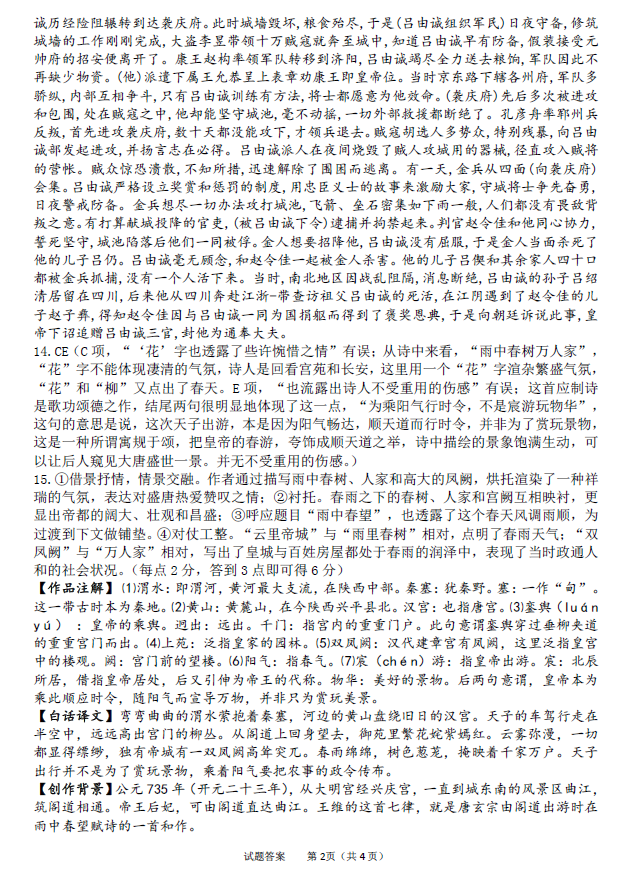 诚历经险阻辗转到达袭庆府。此时城墙毁坏,粮食殆尽,于是(吕由诚组织军民)日夜守备,修筑
城墙的工作刚刚完成,大盗李昱带领十万贼寇就奔至城中,知道吕由诚早有防备,假装接受元
帅府的招安便离开了。康王赵构率领军队转移到济阳,吕由诚竭尽全力送去粮饷,军队因此不
再缺少物资。(他)派遣下属王允恭呈上表章劝康王即皇帝位。当时京东路下辖各州府,军队多
骄纵,内部互相争斗,只有吕由诚训练有方法,将士都愿意为他效命。(袭庆府)先后多次被进攻
和包围,处在贼寇之中,他却能坚守城池,毫不动摇,一切外部救援都断绝了。孔彦舟率郓州兵
反叛,首先进攻袭庆府,数十天都没能攻下,才领兵退去。贼寇胡选人多势众,特别残暴,向吕由
诚部发起进攻,并扬言志在必得。吕由诚派人在夜间烧毁了贼人攻城用的器械,径直攻入贼将
的营帐。贼众惊恐溃散,不知所措,迅速解除了围困而逃离。有一天,金兵从四面(向袭庆府)
会集。吕由诚严格设立奖赏和惩罚的制度,用忠臣义士的故事来激励大家,守城将士争先奋勇,
日夜警戒防备。金兵想尽一切办法攻打城池,飞箭、垒石密集如下雨一般,人们都没有畏敌背
叛之意。有打算献城投降的官吏,(被吕由诚下令)逮捕并拘禁起来。判官赵令佳和他同心协力,
誓死坚守,城池陷落后他们一同被俘。金人想要招降他,吕由诚没有屈服,于是金人当面杀死了
他的儿子吕仍。吕由诚毫无顾念,和赵令佳一起被金人杀害。他的儿子吕偰和其余家人四十口
都被金兵抓捕,没有一个人活下来。当时,南北地区因战乱阻隔,消息断绝,吕由诚的孙子吕绍
清居留在四川,后来他从四川奔赴江浙-带查访祖父吕由诚的死活,在江阴遇到了赵令佳的儿
子赵子彝,得知赵令佳因与吕由诚一同为国捐躯而得到了褒奖恩典,于是向朝廷诉说此事,皇
帝下诏追赠吕由诚三官,封他为通奉大夫。
14.CE(C 项,“‘花’字也透露了些许惋惜之情”有误;从诗中来看,“雨中春树万人家”,
“花”字不能体现凄清的气氛,诗人是回看宫苑和长安,这里用一个“花”字渲染繁盛气氛,
“花”和“柳”又点出了春天。E 项,“也流露出诗人不受重用的伤感”有误;这首应制诗
是歌功颂德之作,结尾两句很明显地体现了这一点,“为乘阳气行时令,不是宸游玩物华”,
这句的意思是说,这次天子出游,本是因为阳气畅达,顺天道而行时令,并非为了赏玩景物,
这是一种所谓寓规于颂,把皇帝的春游,夸饰成顺天道之举,诗中描绘的景象饱满生动,可
以让后人窥见大唐盛世一景。并无不受重用的伤感。)
15.①借景抒情,情景交融。作者通过描写雨中春树、人家和高大的凤阙,烘托渲染了一种祥
瑞的气氛,表达对盛唐热爱赞叹之情;②衬托。春雨之下的春树、人家和宫阙互相映衬,更
显出帝都的阔大、壮观和昌盛;③呼应题目“雨中春望”,也透露了这个春天风调雨顺,为
过渡到下文做铺垫。④对仗工整。“云里帝城”与“雨里春树”相对,点明了春雨天气;“双
凤阙”与“万人家”相对,写出了皇城与百姓房屋都处于春雨的润泽中,表现了当时政通人
和的社会状况。(每点 2 分,答到 3 点即可得 6 分)
【作品注解】⑴渭水:即渭河,黄河最大支流,在陕西中部。秦塞:犹秦野。塞:一作“甸”。
这一带古时本为秦地。⑵黄山:黄麓山,在今陕西兴平县北。汉宫:也指唐宫。⑶銮舆(luán
yú):皇帝的乘舆。迥出:远出。千门:指宫内的重重门户。此句意谓銮舆穿过垂柳夹道
的重重宫门而出。⑷上苑:泛指皇家的园林。⑸双凤阙:汉代建章宫有凤阙,这里泛指皇宫
中的楼观。阙:宫门前的望楼。⑹阳气:指春气。⑺宸(chén)游:指皇帝出游。宸:北辰
所居,借指皇帝居处,后又引伸为帝王的代称。物华:美好的景物。后两句意谓,皇帝本为
乘此顺应时令,随阳气而宣导万物,并非只为赏玩美景。
【白话译文】弯弯曲曲的渭水萦抱着秦塞,河边的黄山盘绕旧日的汉宫。天子的车驾行走在
半空中,远远高出宫门的柳丛。从阁道上回身望去,御苑里繁花姹紫嫣红。云雾弥漫,一切
都显得缥缈,独有帝城有一双凤阙高耸突兀。春雨绵绵,树色葱茏,掩映着千家万户。天子
出行并不是为了赏玩景物,乘着阳气要把农事的政令传布。
【创作背景】公元 735 年(开元二十三年),从大明宫经兴庆宫,一直到城东南的风景区曲江,
筑阁道相通。帝王后妃,可由阁道直达曲江。王维的这首七律,就是唐玄宗由阁道出游时在
雨中春望赋诗的一首和作。
试题答案 第 2页(共 4 页)